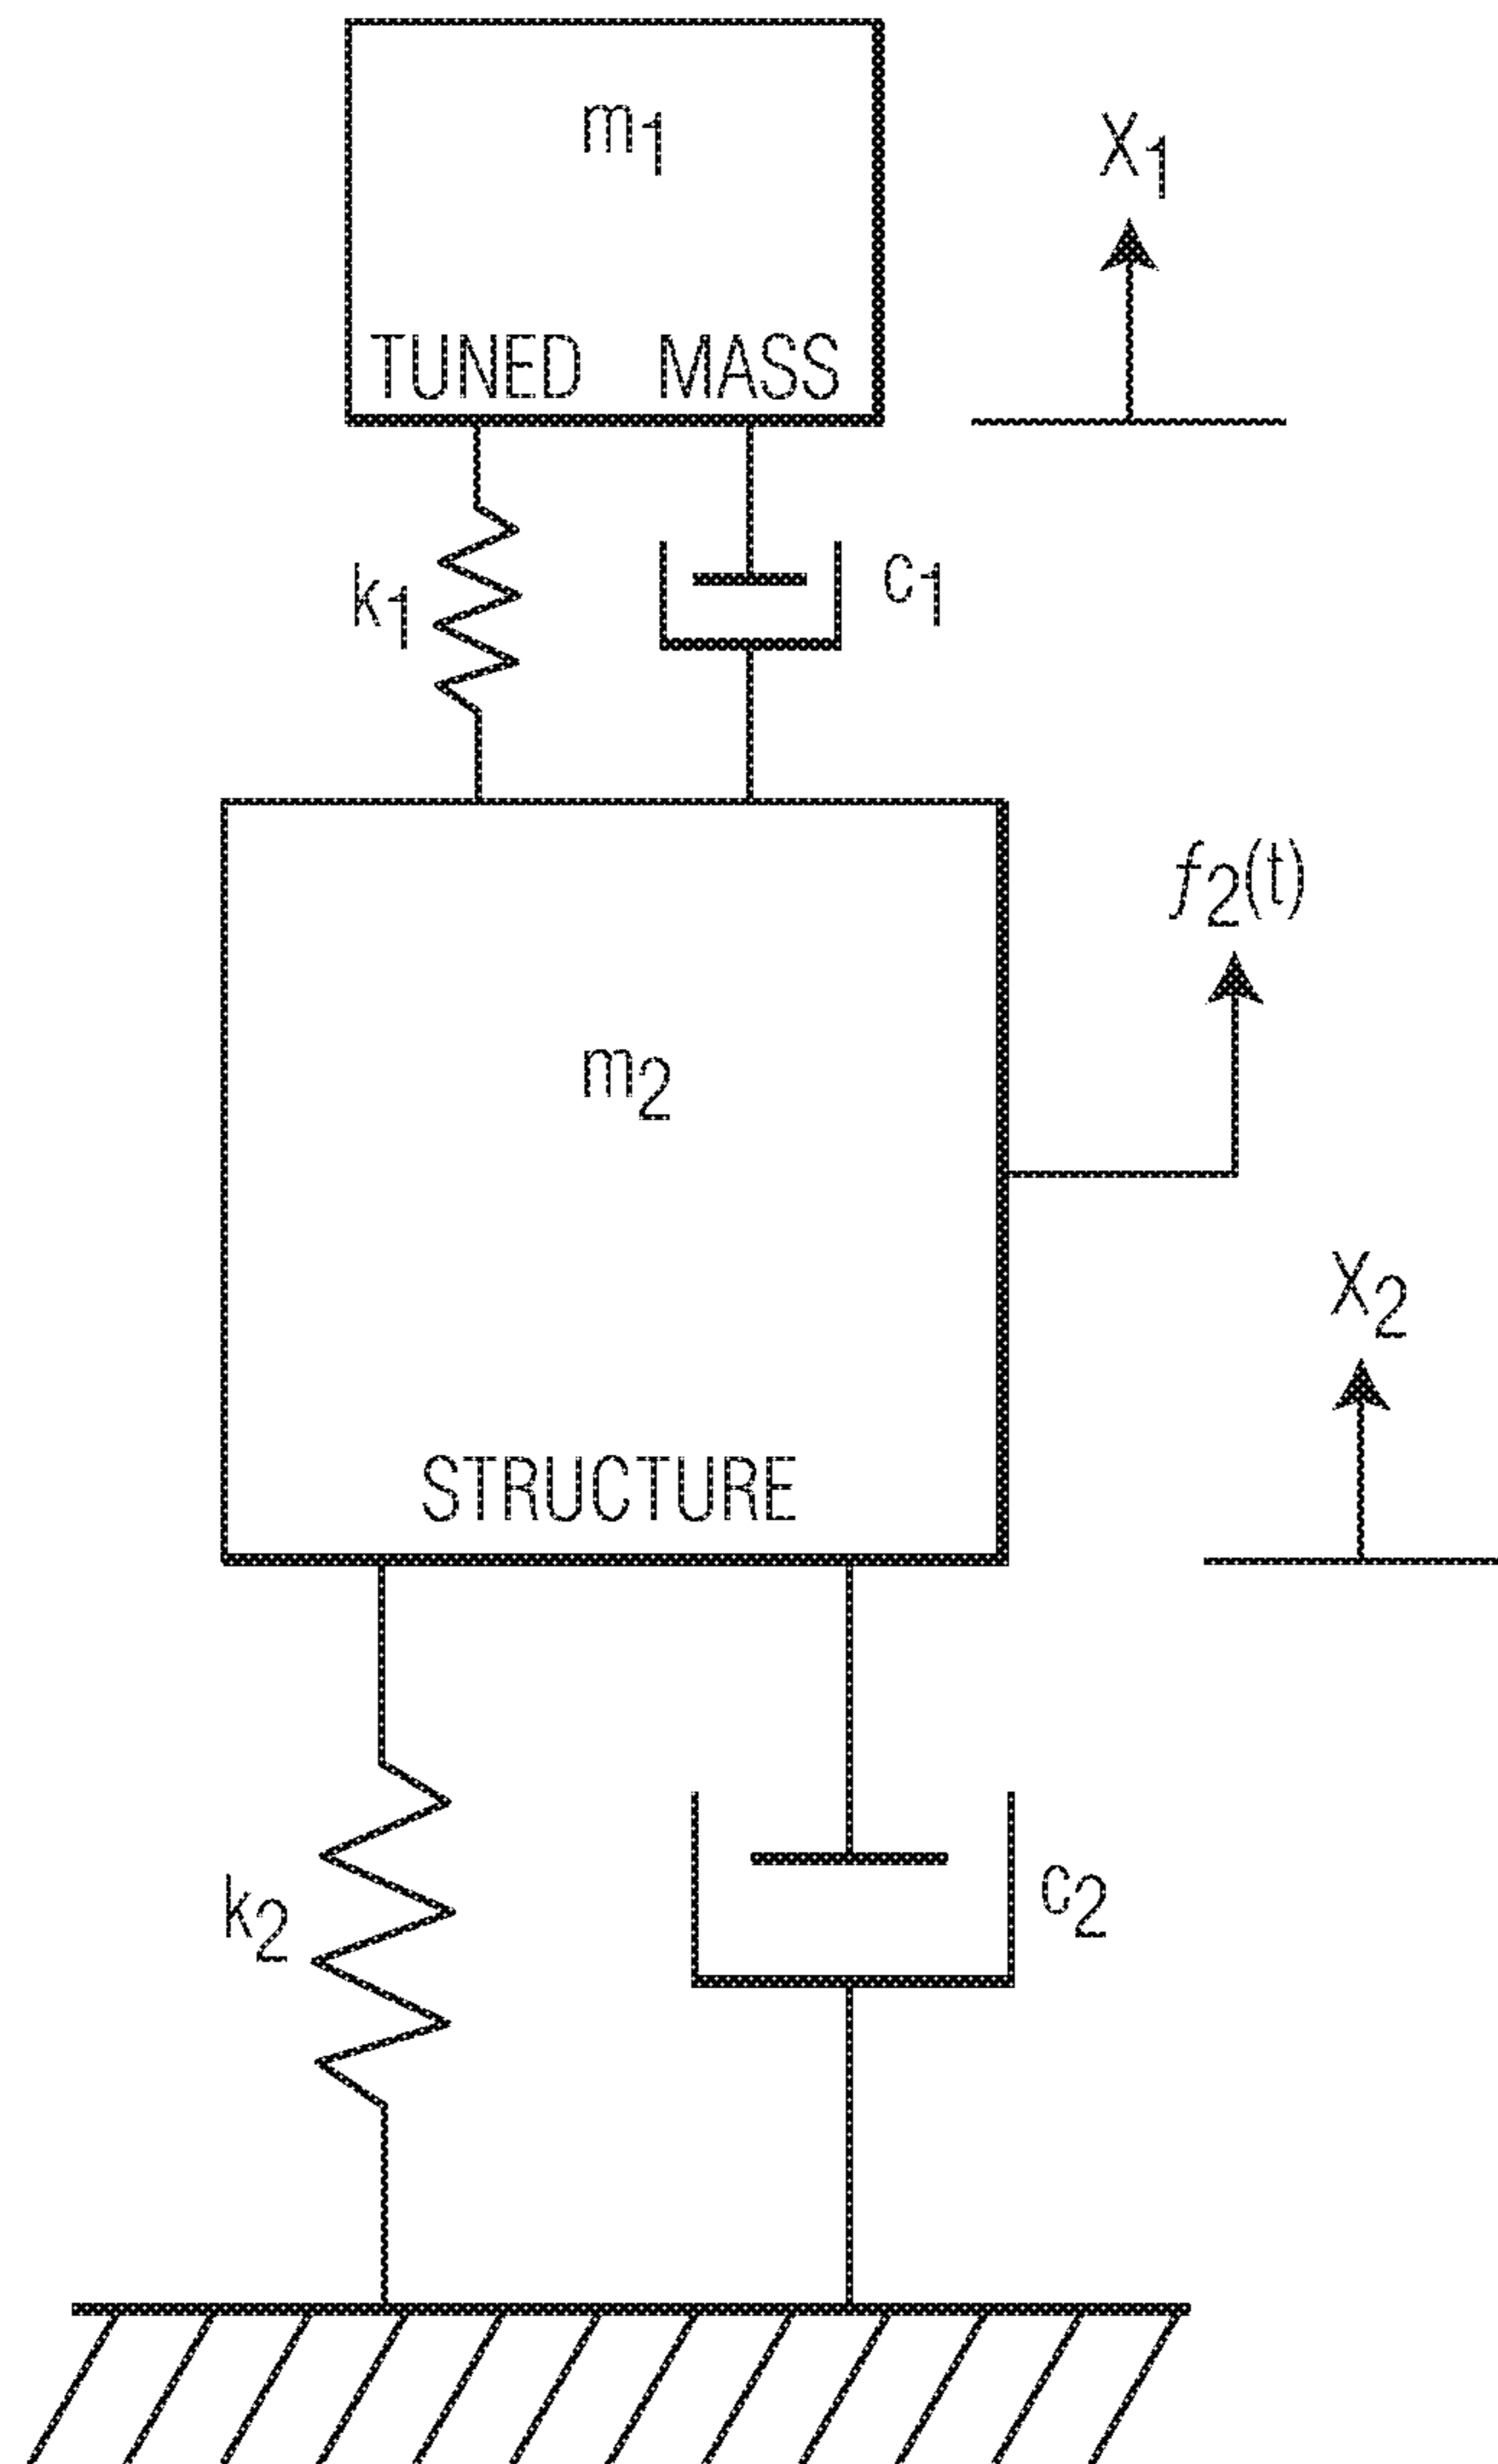 m1
X1
TUNED MASS
k1
c1
f2(t)
m2
X2
STRUCTURE
k2
c2